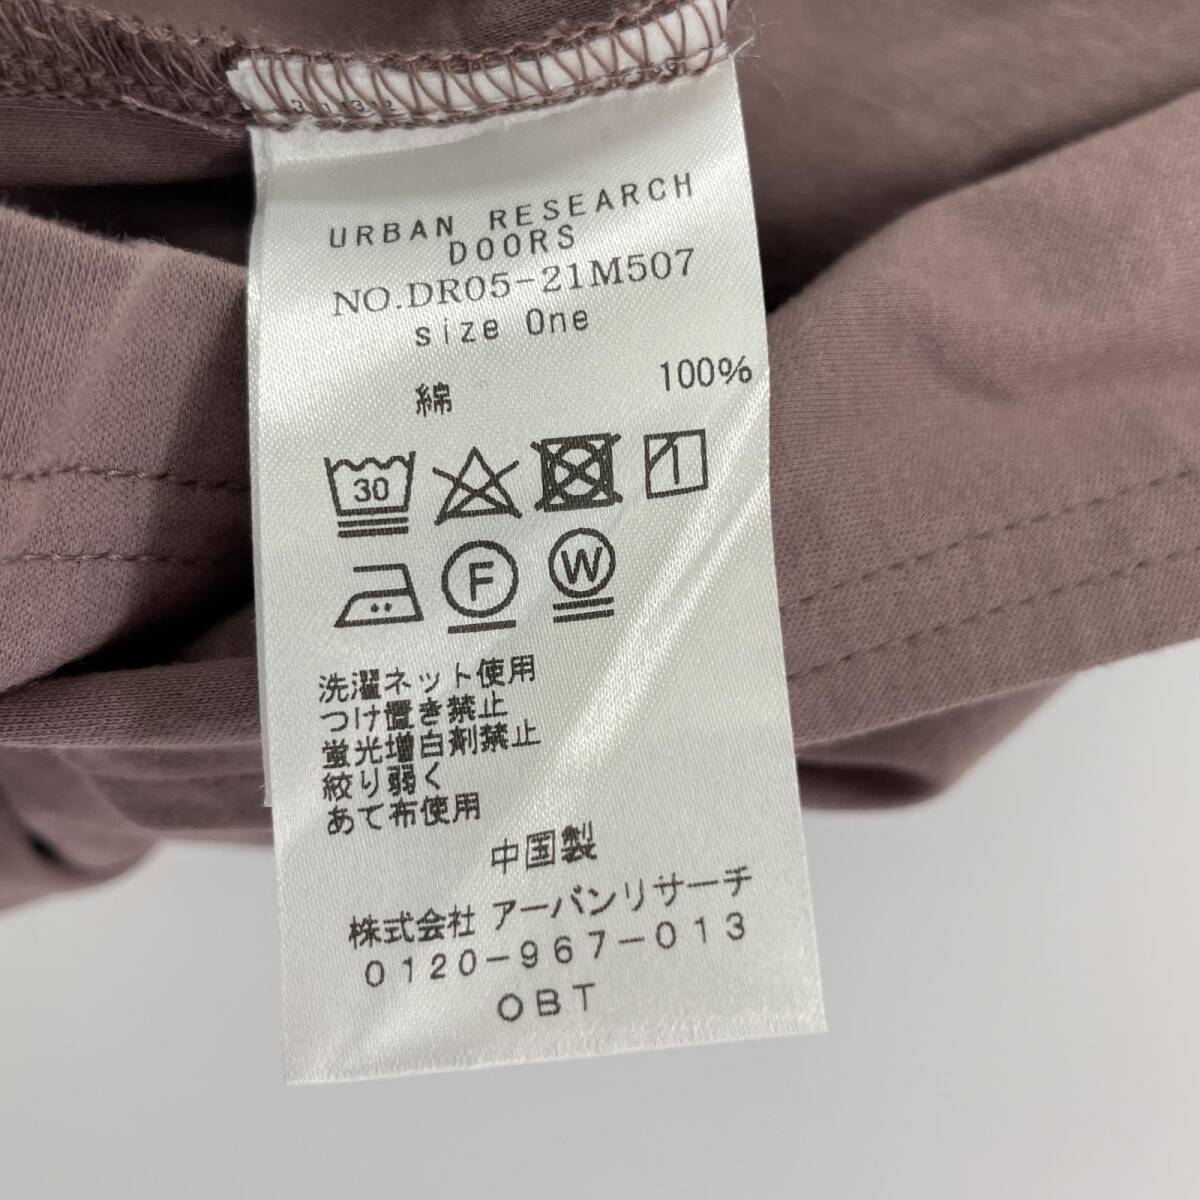 URBAN RESEARCH
DOORS
NO.DR05-21M507
size One
綿 100%
30
F W
洗濯ネット使用
つけ置き禁止
蛍光増白剤禁止
絞り弱く
あて布使用
中国製
株式会社 アーバンリサーチ
0120-967-013
OBT